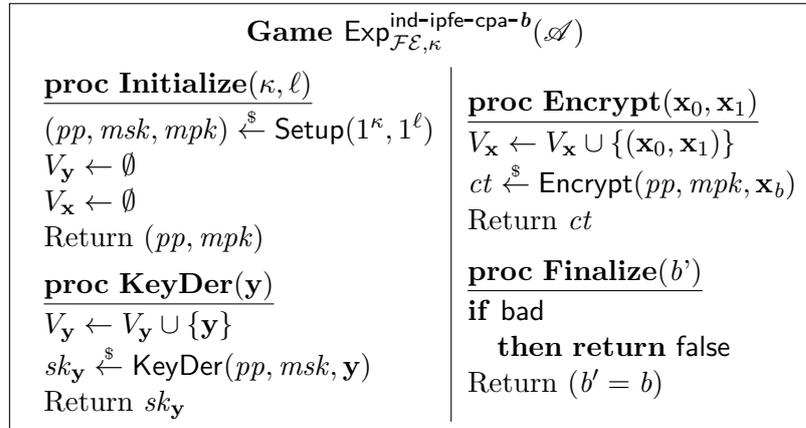 Game Exp^{ind-ipfe-cpa-b}_{\mathcal{FE},κ}(𝒜)
proc Initialize(κ, ℓ)
(pp, msk, mpk) ←$ Setup(1^κ, 1^ℓ)
V_y ← ∅
V_x ← ∅
Return (pp, mpk)
proc KeyDer(y)
V_y ← V_y ∪ {y}
sk_y ←$ KeyDer(pp, msk, y)
Return sk_y
proc Encrypt(x_0, x_1)
V_x ← V_x ∪ {(x_0, x_1)}
ct ←$ Encrypt(pp, mpk, x_b)
Return ct
proc Finalize(b’)
if bad
then return false
Return (b′ = b)